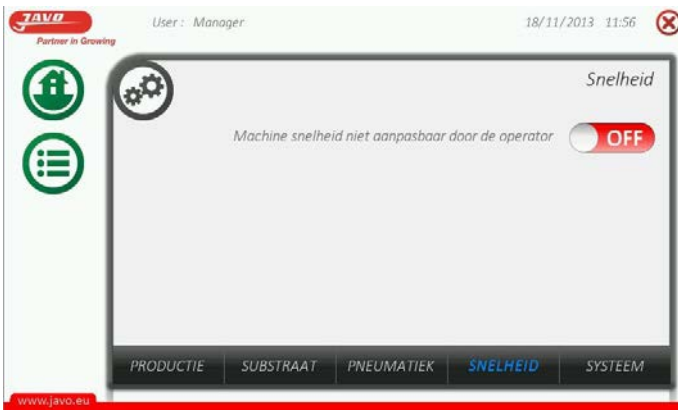 JAVO
Partner in Growing
User : Manager
18/11/2013 11:56
Snelheid
Machine snelheid niet aanpasbaar door de operator
OFF
PRODUCTIE SUBSTRAAT PNEUMATIEK SNELHEID SYSTEEM
www.javo.eu